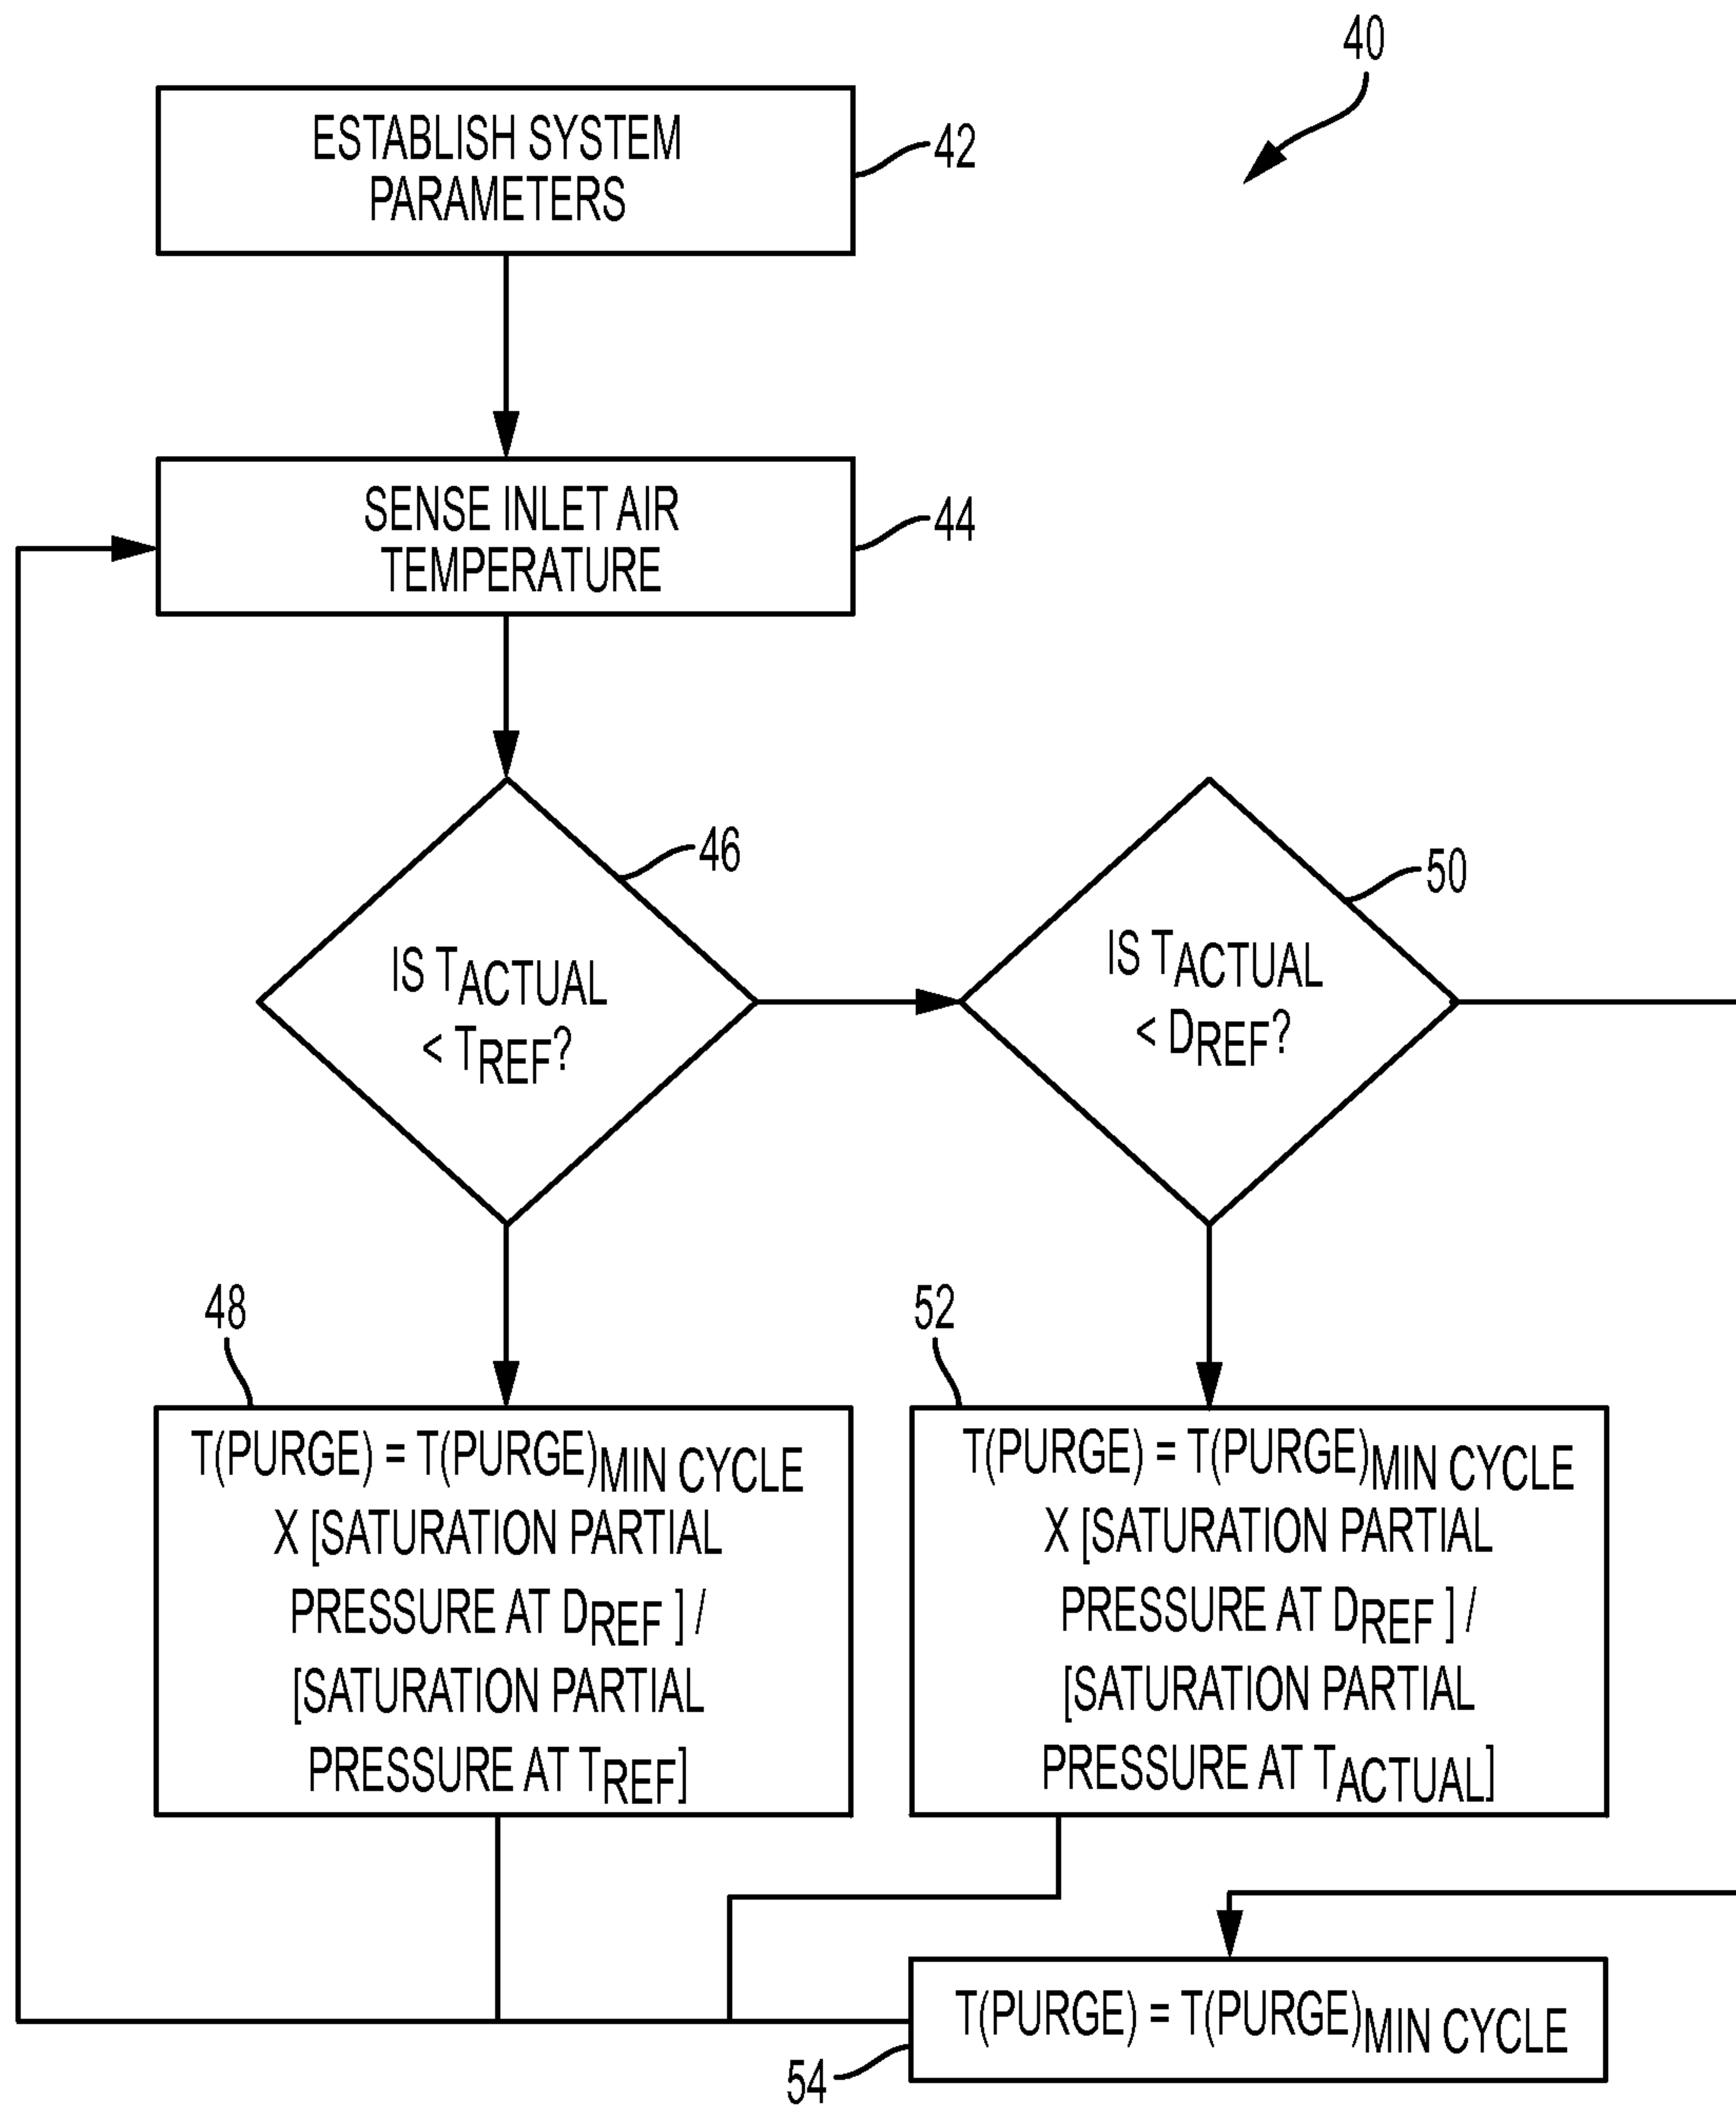 40
ESTABLISH SYSTEM
PARAMETERS
42
SENSE INLET AIR
TEMPERATURE
44
46
IS TACTUAL
< TREF?
50
IS TACTUAL
< DREF?
48
T(PURGE) = T(PURGE)MIN CYCLE
X [SATURATION PARTIAL
PRESSURE AT DREF ] /
[SATURATION PARTIAL
PRESSURE AT TREF]
52
T(PURGE) = T(PURGE)MIN CYCLE
X [SATURATION PARTIAL
PRESSURE AT DREF ] /
[SATURATION PARTIAL
PRESSURE AT TACTUAL]
T(PURGE) = T(PURGE)MIN CYCLE
54